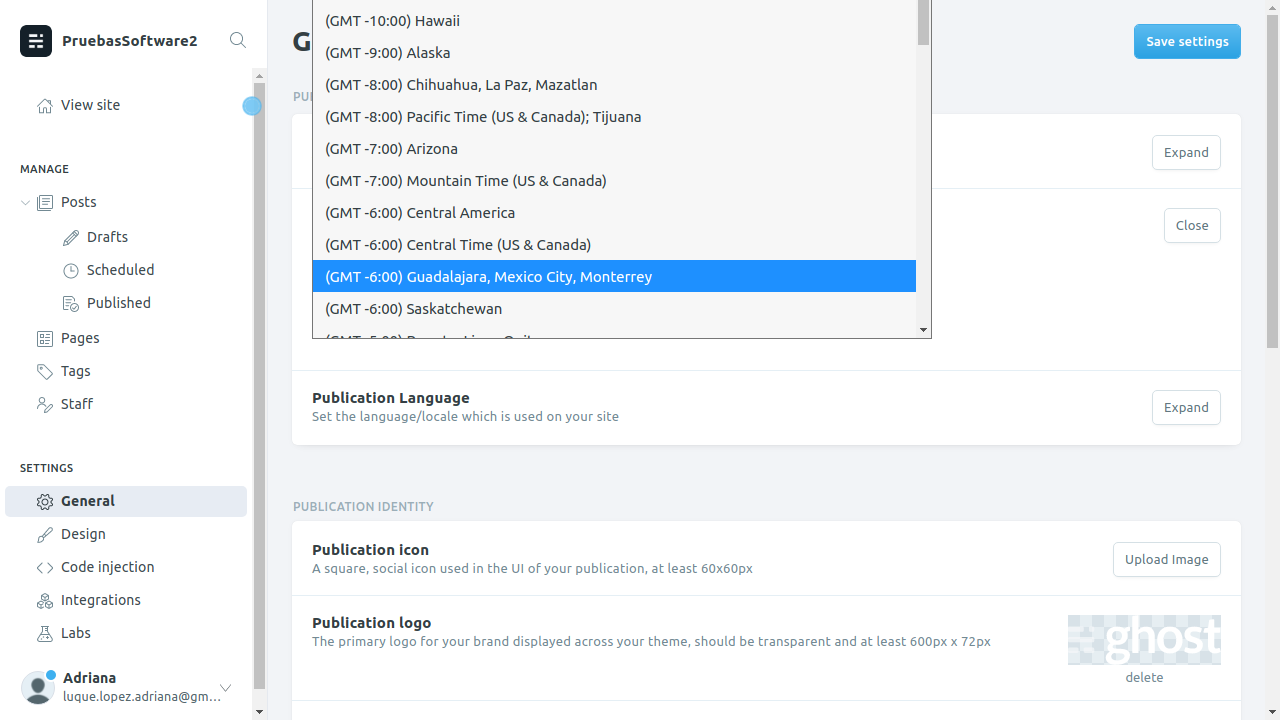 PruebasSoftware2
View site
MANAGE
Posts
Drafts
Scheduled
Published
Pages
Tags
Staff
SETTINGS
General
Design
Code injection
Integrations
Labs
Adriana
luque.lopez.adriana@gm...
G
Save settings
(GMT -10:00) Hawaii
(GMT -9:00) Alaska
(GMT -8:00) Chihuahua, La Paz, Mazatlan
(GMT -8:00) Pacific Time (US & Canada); Tijuana
(GMT -7:00) Arizona
(GMT -7:00) Mountain Time (US & Canada)
(GMT -6:00) Central America
(GMT -6:00) Central Time (US & Canada)
(GMT -6:00) Guadalajara, Mexico City, Monterrey
(GMT -6:00) Saskatchewan
Expand
Close
Publication Language
Set the language/locale which is used on your site
Expand
PUBLICATION IDENTITY
Publication icon
A square, social icon used in the UI of your publication, at least 60x60px
Upload Image
Publication logo
The primary logo for your brand displayed across your theme, should be transparent and at least 600px x 72px
ghost
delete